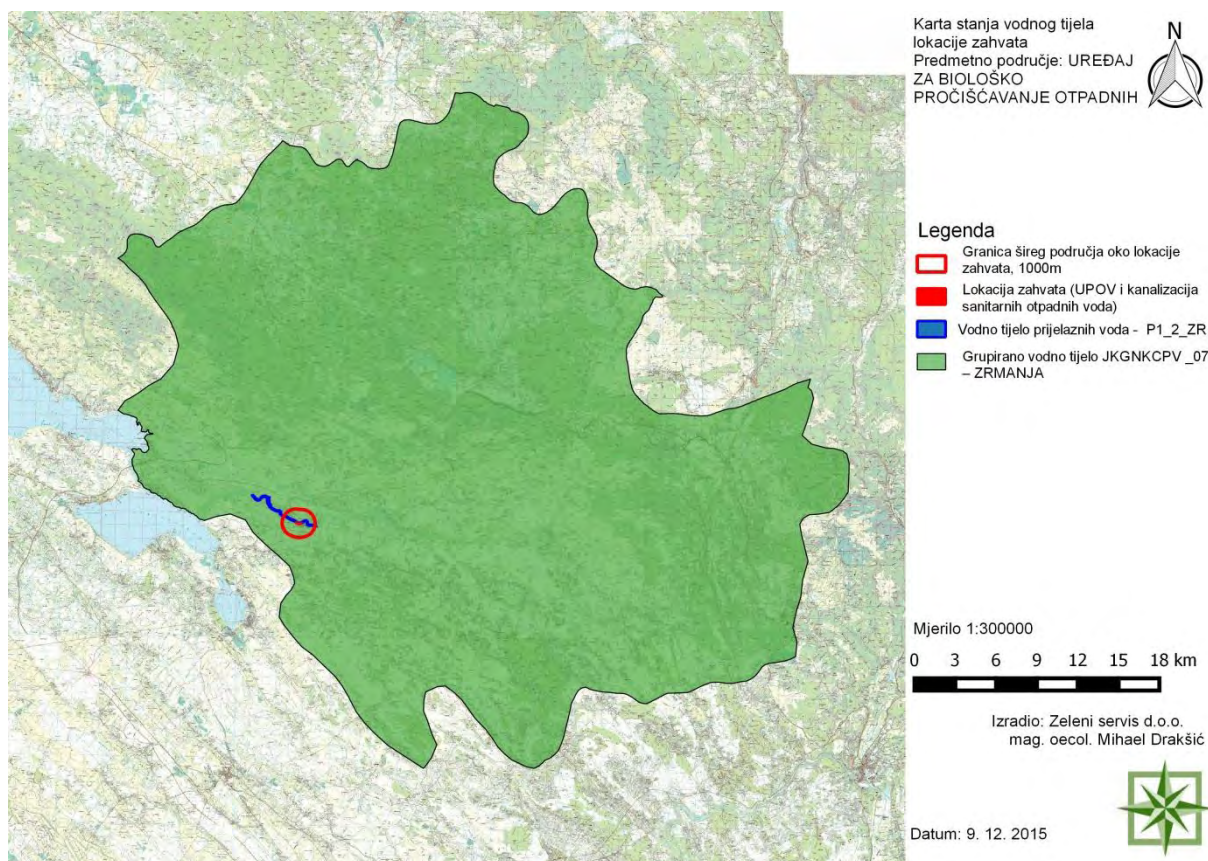 Karta stanja vodnog tijela
lokacije zahvata
Predmetno područje: UREĐAJ
ZA BIOLOŠKO
PROČIŠĆAVANJE OTPADNIH
N
Legenda
Granica šireg područja oko lokacije
zahvata, 1000m
Lokacija zahvata (UPOV i kanalizacija
sanitarnih otpadnih voda)
Vodno tijelo prijelaznih voda - P1_2_ZR
Grupirano vodno tijelo JKGNKCPV _07
– ZRMANJA
Mjerilo 1:300000
0 3 6 9 12 15 18 km
Izradio: Zeleni servis d.o.o.
mag. oecol. Mihael Drakšić
Datum: 9. 12. 2015